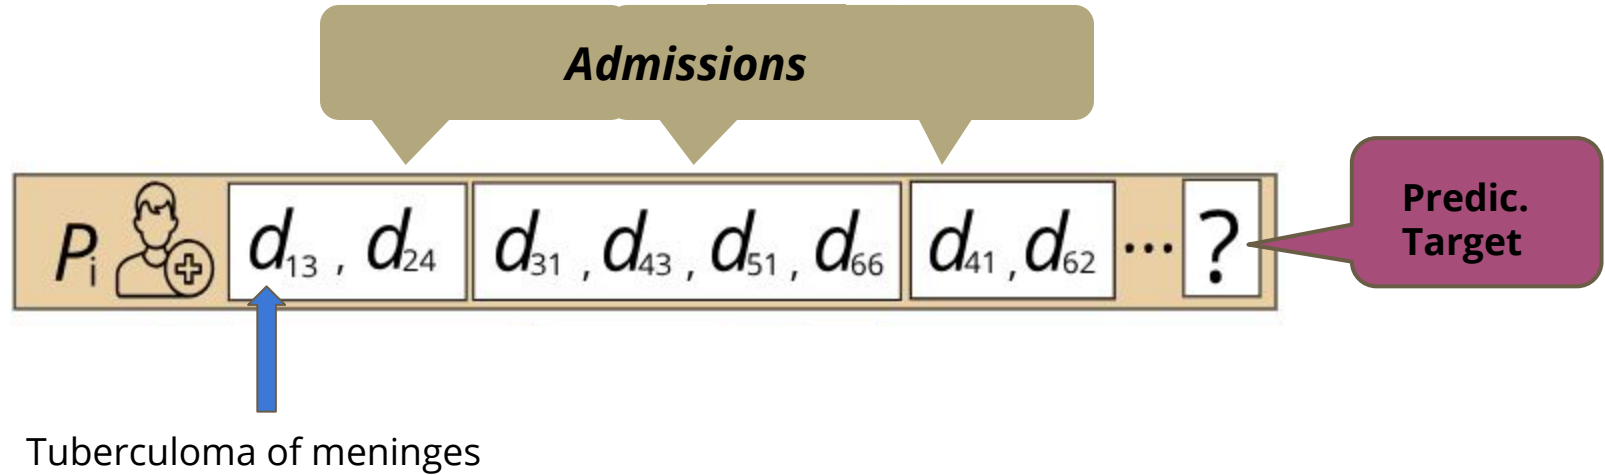 Admissions
Pi d13 , d24 d31 , d43 , d51 , d66 d41 , d62 ... ?
Predic.
Target
Tuberculoma of meninges